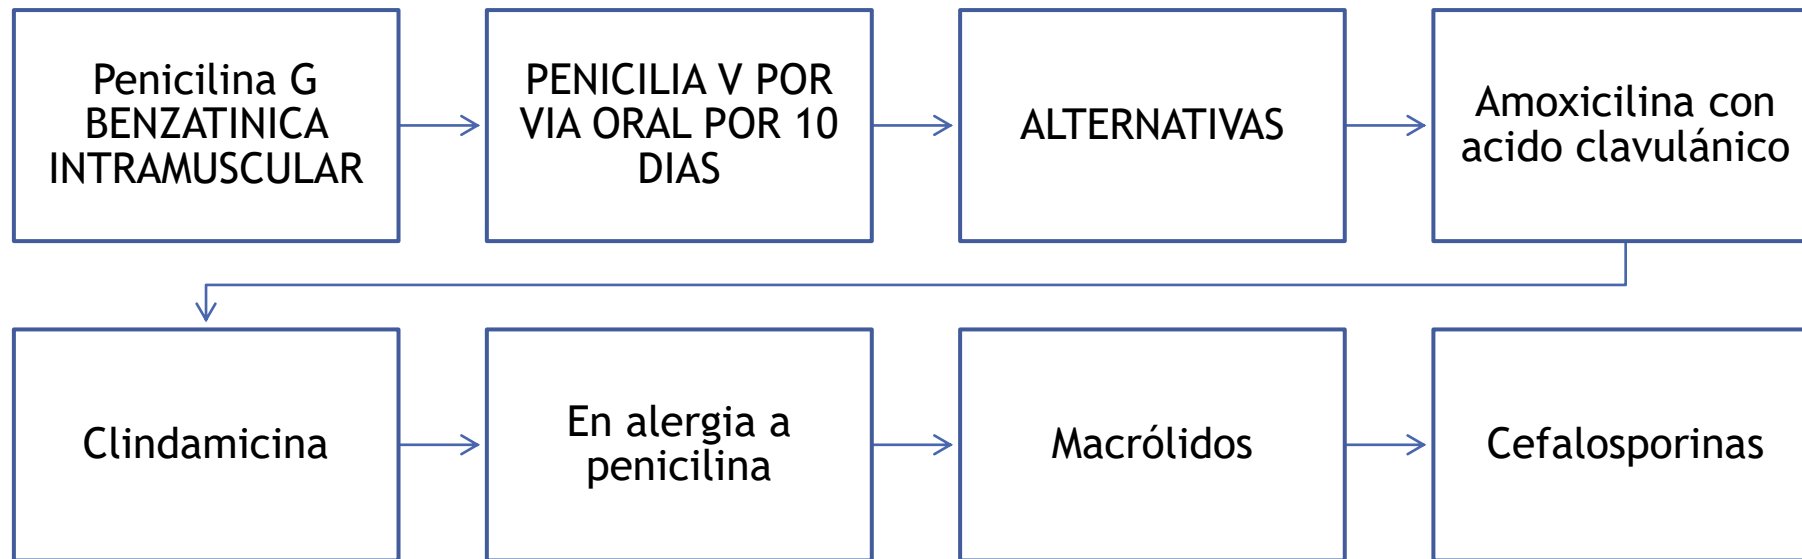 Penicilina G
BENZATINICA
INTRAMUSCULAR
PENICILIA V POR
VIA ORAL POR 10
DIAS
ALTERNATIVAS
Amoxicilina con
acido clavulánico
Clindamicina
En alergia a
penicilina
Macrólidos
Cefalosporinas